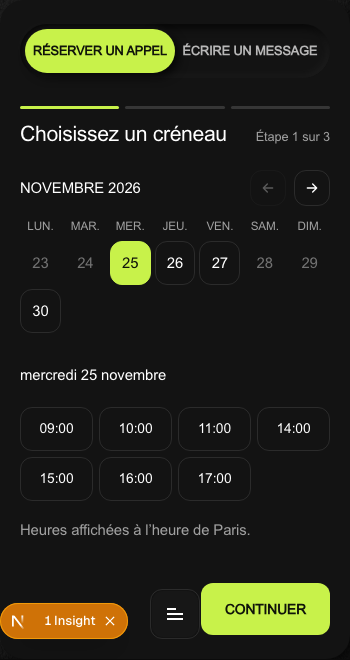 RÉSERVER UN APPEL ÉCRIRE UN MESSAGE
Choisissez un créneau Étape 1 sur 3
NOVEMBRE 2026 ← →
LUN. MAR. MER. JEU. VEN. SAM. DIM.
23 24 25 26 27 28 29
30
mercredi 25 novembre
09:00 10:00 11:00 14:00
15:00 16:00 17:00
Heures affichées à l'heure de Paris.
N 1 Insight × CONTINUER